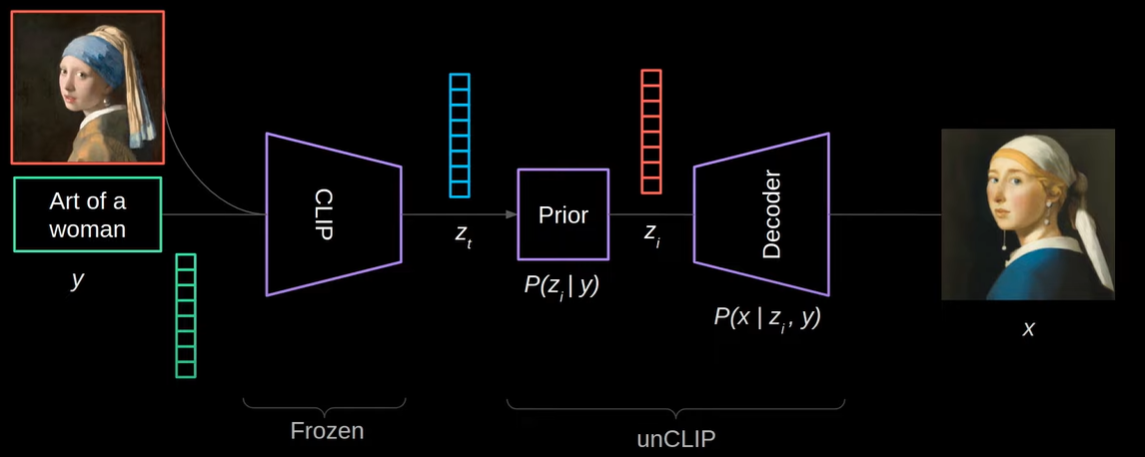 Art of a
woman
y
CLIP
z_t
Prior
P(z_i | y)
z_i
Decoder
P(x | z_i, y)
x
Frozen
unCLIP